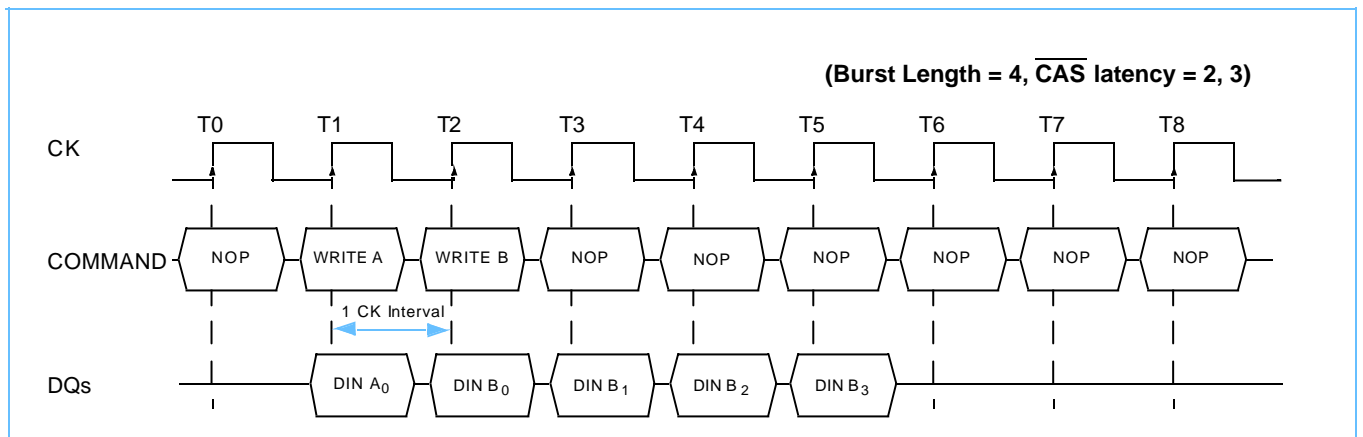 (Burst Length = 4, CAS latency = 2, 3)
T0 T1 T2 T3 T4 T5 T6 T7 T8
CK
COMMAND NOP WRITE A WRITE B NOP NOP NOP NOP NOP NOP
1 CK Interval
DQs DIN A0 DIN B0 DIN B1 DIN B2 DIN B3